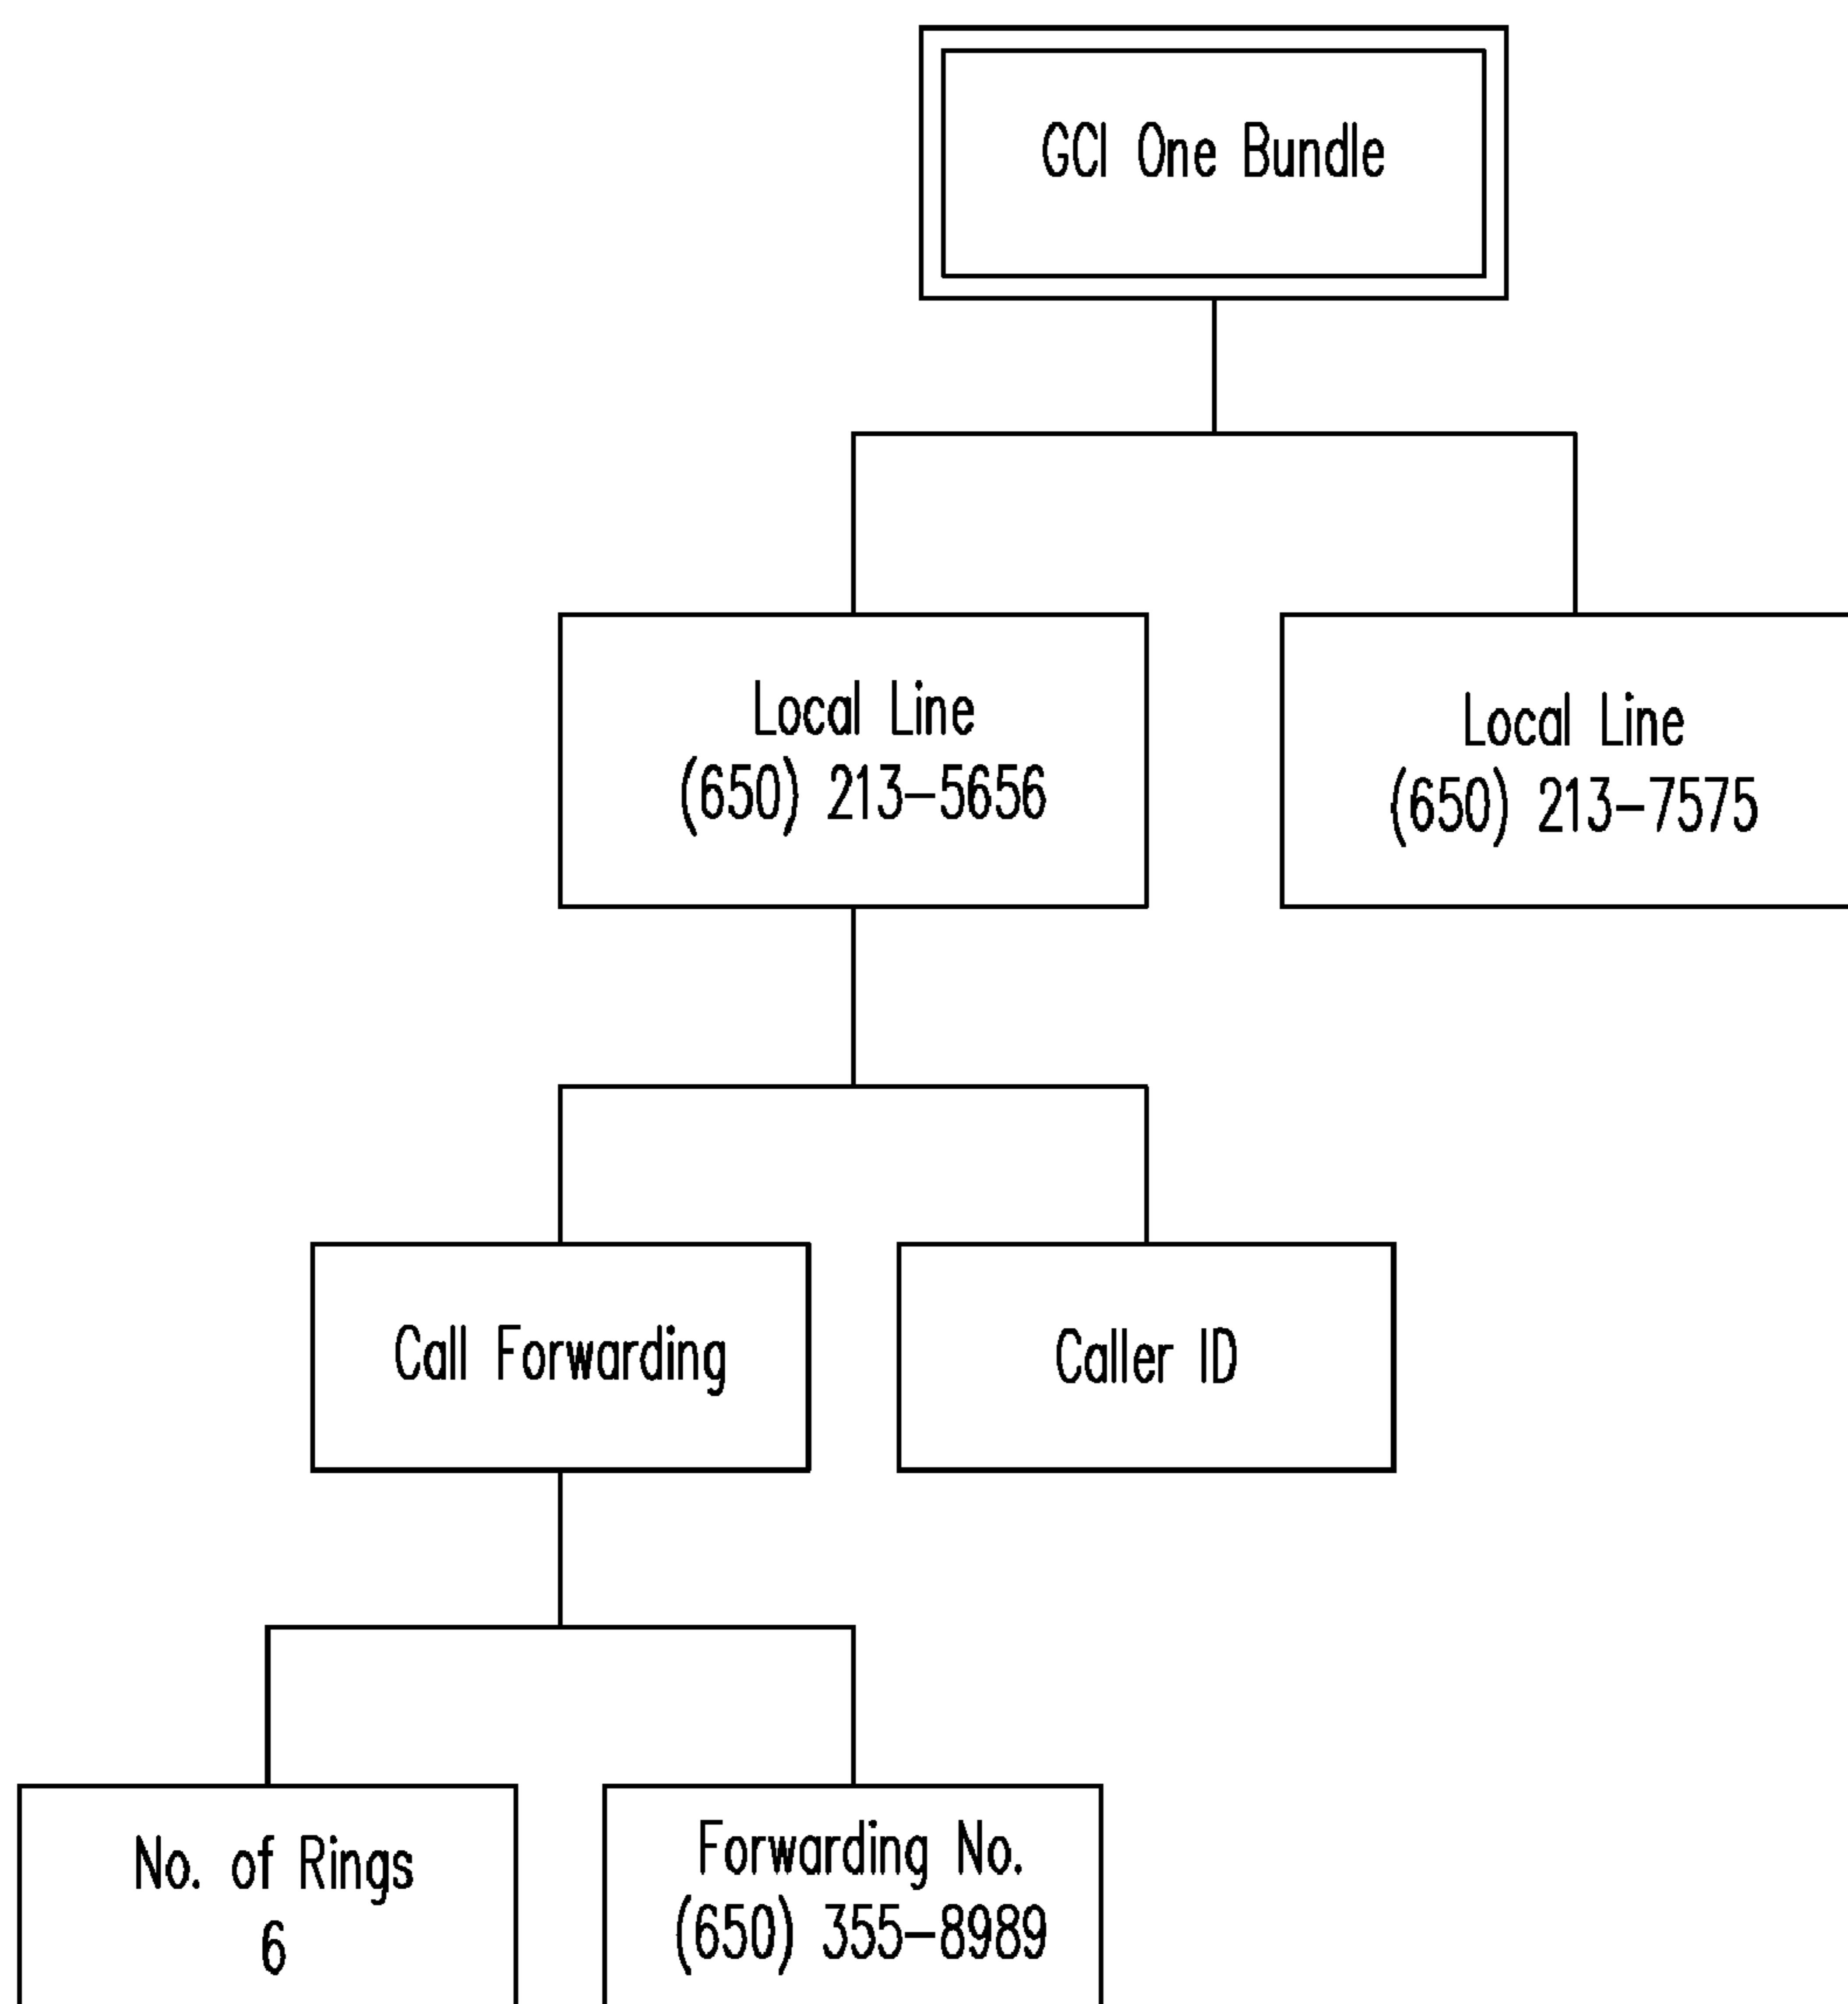 GCI One Bundle
Local Line
(650) 213-5656
Local Line
(650) 213-7575
Call Forwarding
Caller ID
No. of Rings
6
Forwarding No.
(650) 355-8989